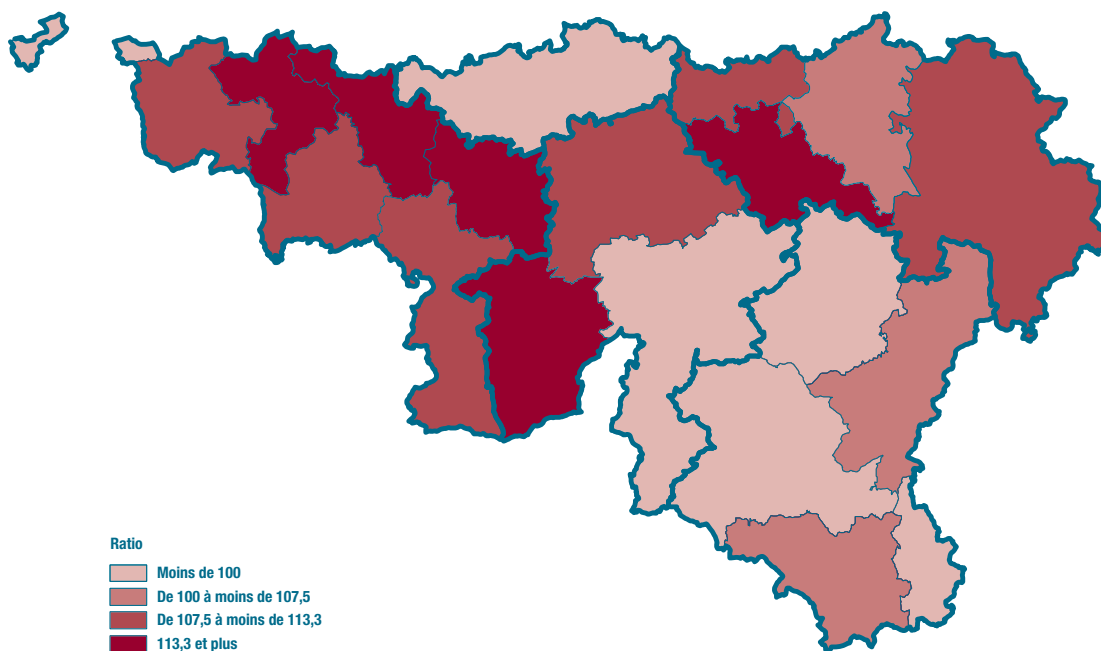 Ratio
Moins de 100
De 100 à moins de 107,5
De 107,5 à moins de 113,3
113,3 et plus